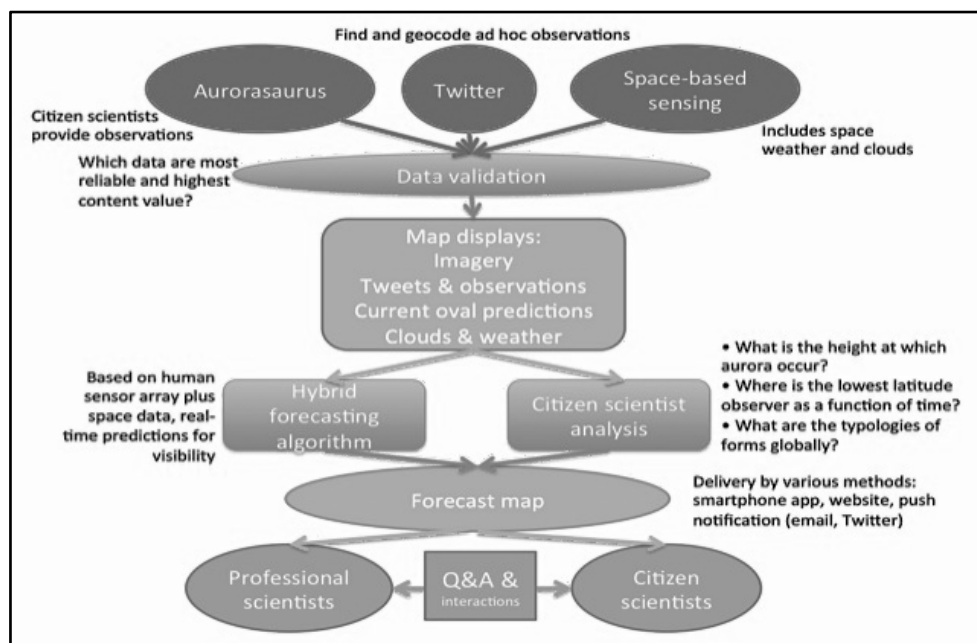 Find and geocode ad hoc observations
Aurorasaurus
Twitter
Space-based
sensing
Citizen scientists
provide observations
Includes space
weather and clouds
Which data are most
reliable and highest
content value?
Data validation
Map displays:
Imagery
Tweets & observations
Current oval predictions
Clouds & weather
Based on human
sensor array plus
space data, real-
time predictions for
visibility
Hybrid
forecasting
algorithm
Citizen scientist
analysis
• What is the height at which
aurora occur?
• Where is the lowest latitude
observer as a function of time?
• What are the typologies of
forms globally?
Forecast map
Delivery by various methods:
smartphone app, website, push
notification (email, Twitter)
Professional
scientists
Q&A &
interactions
Citizen
scientists